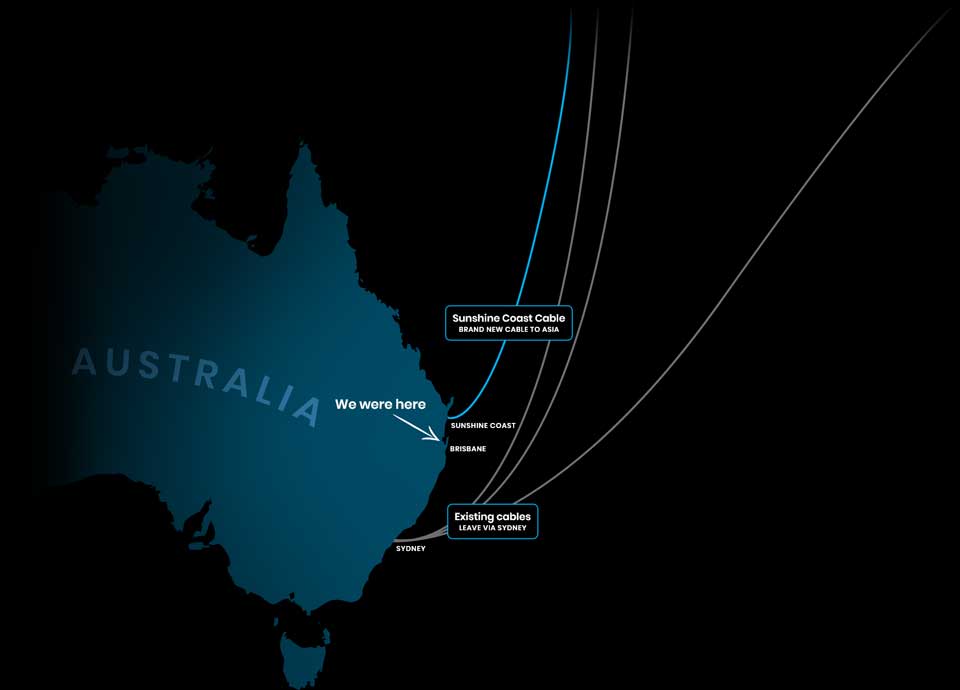 Sunshine Coast Cable
BRAND NEW CABLE TO ASIA
AUSTRALIA
We were here
SUNSHINE COAST
BRISBANE
Existing cables
LEAVE VIA SYDNEY
SYDNEY